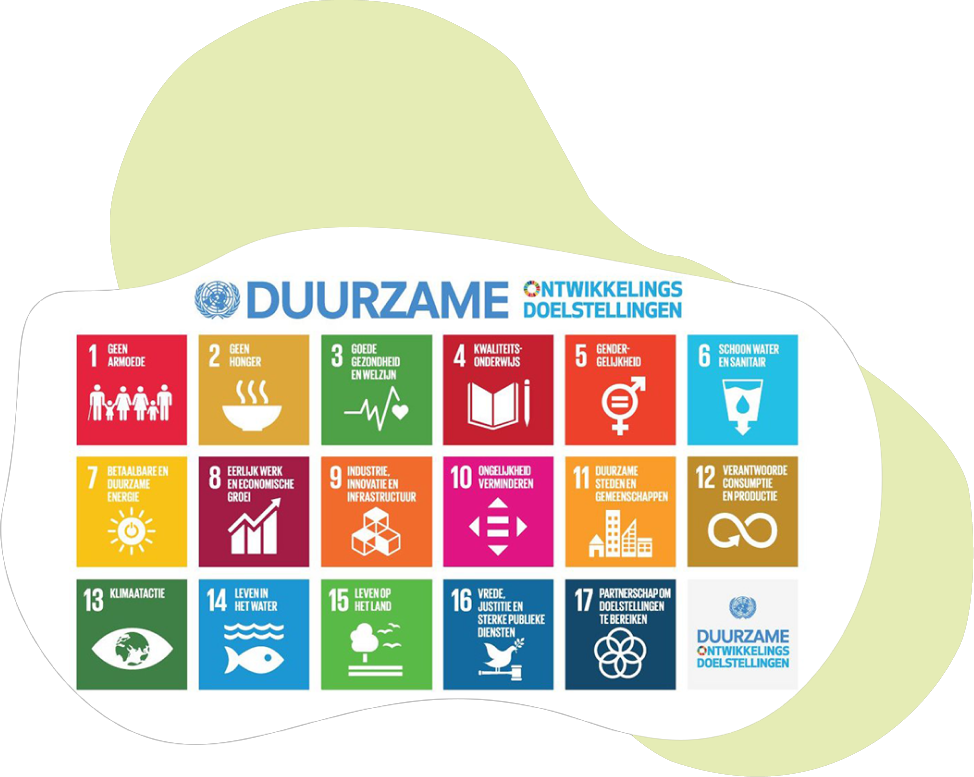 DUURZAME
ONTWIKKELINGS
DOELSTELLINGEN
1 GEEN
ARMOEDE
2 GEEN
HONGER
3 GOEDE
GEZONDHEID
EN WELZIJN
4 KWALITEITS-
ONDERWIJS
5 GENDER-
GELIJKHEID
6 SCHOON WATER
EN SANITAIR
7 BETAALBARE EN
DUURZAME
ENERGIE
8 EERLIJK WERK
EN ECONOMISCHE
GROEI
9 INDUSTRIE,
INNOVATIE EN
INFRASTRUCTUUR
10 ONGELIJKHEID
VERMINDEREN
11 DUURZAME
STEDEN EN
GEMEENSCHAPPEN
12 VERANTWOORDE
CONSUMPTIE
EN PRODUCTIE
13 KLIMAATACTIE
14 LEVEN IN
HET WATER
15 LEVEN OP
HET LAND
16 VREDE,
JUSTITIE EN
STERKE PUBLIEKE
DIENSTEN
17 PARTNERSCHAP OM
DOELSTELLINGEN
TE BEREIKEN
DUURZAME
ONTWIKKELINGS
DOELSTELLINGEN